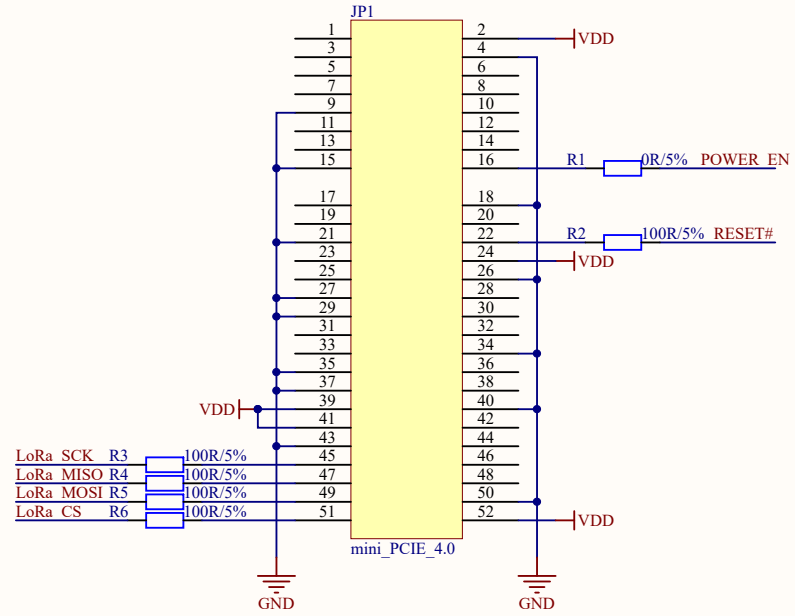 JP1
1 2 VDD
3 4
5 6
7 8
9 10
11 12
13 14
15 16 R1 0R/5% POWER_EN
17 18
19 20
21 22 R2 100R/5% RESET#
23 24 VDD
25 26
27 28
29 30
31 32
33 34
35 36
37 38
VDD 39 40
41 42
43 44
LoRa_SCK R3 100R/5% 45 46
LoRa_MISO R4 100R/5% 47 48
LoRa_MOSI R5 100R/5% 49 50
LoRa_CS R6 100R/5% 51 52 VDD
mini_PCIE_4.0
GND GND